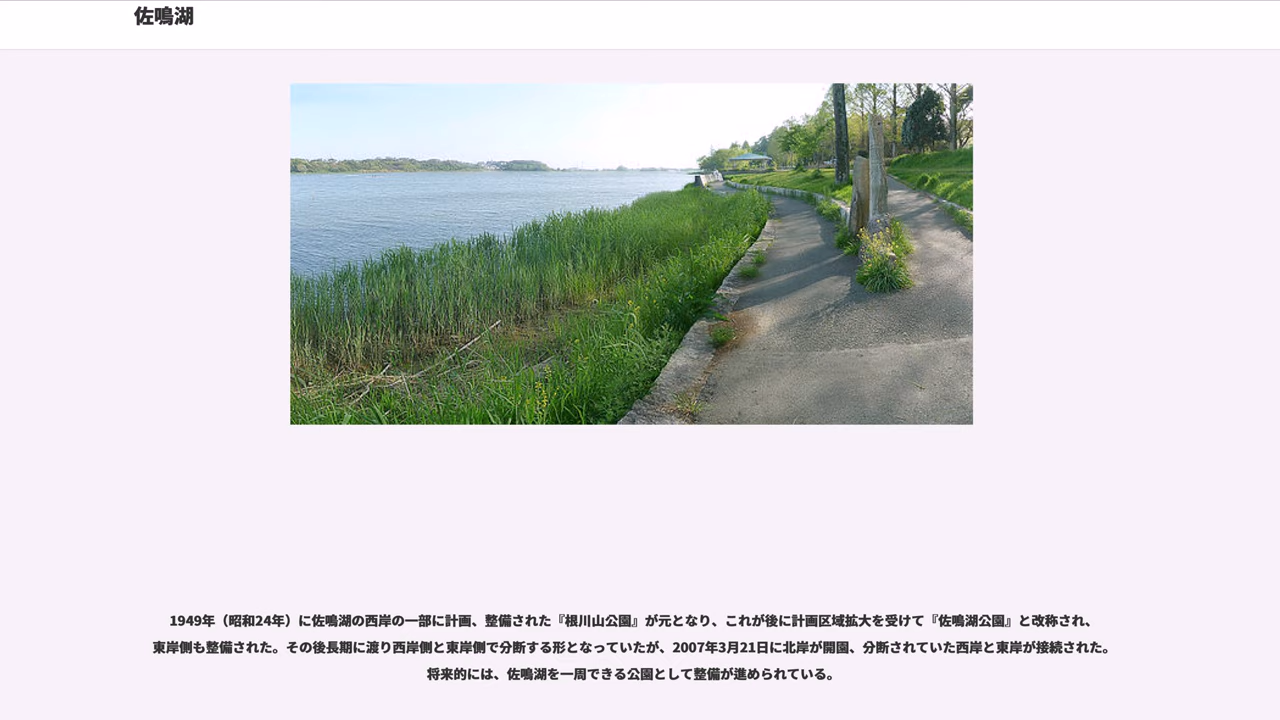 佐鳴湖
1949年（昭和24年）に佐鳴湖の西岸の一部に計画、整備された『根川山公園』が元となり、これが後に計画区域拡大を受けて『佐鳴湖公園』と改称され、
東岸側も整備された。その後長期に渡り西岸側と東岸側で分断する形となっていたが、2007年3月21日に北岸が開園、分断されていた西岸と東岸が接続された。
将来的には、佐鳴湖を一周できる公園として整備が進められている。